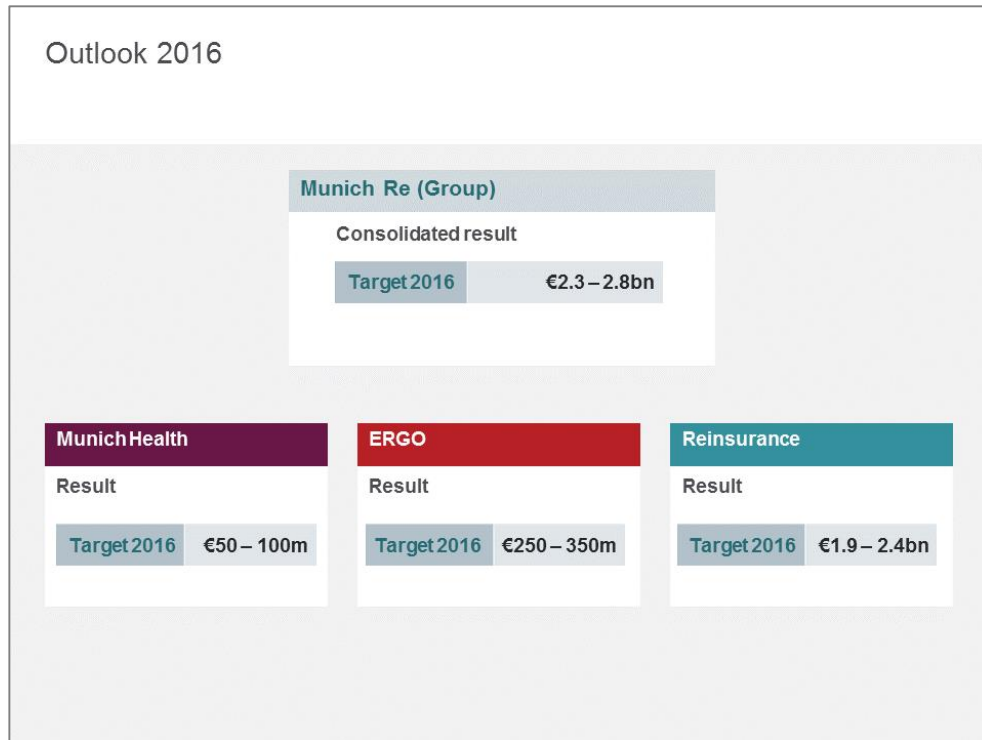 Outlook 2016
Munich Re (Group)
Consolidated result
Target 2016 €2.3 – 2.8bn
Munich Health
Result
Target 2016 €50 – 100m
ERGO
Result
Target 2016 €250 – 350m
Reinsurance
Result
Target 2016 €1.9 – 2.4bn